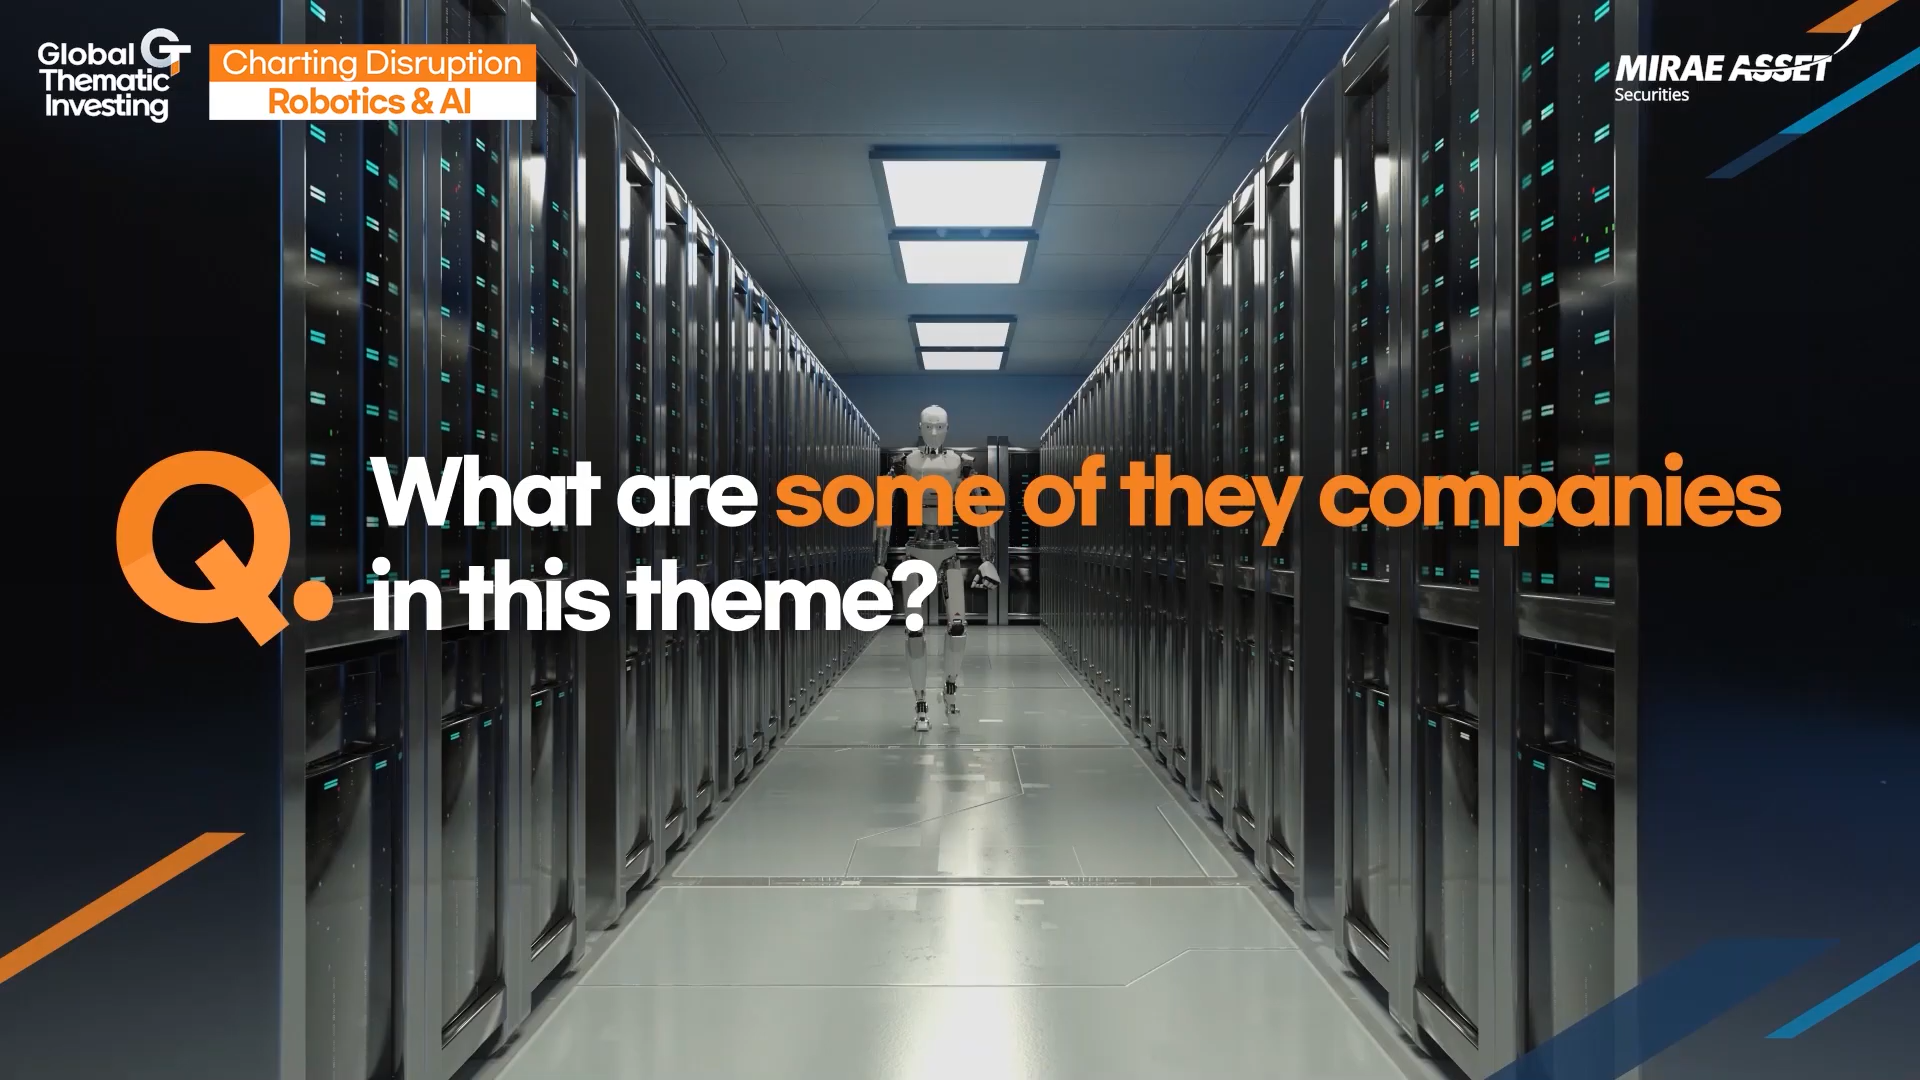 Global
Thematic
Investing
Charting Disruption
Robotics & AI
MIRAE ASSET
Securities
Q.
What are some of they companies
in this theme?